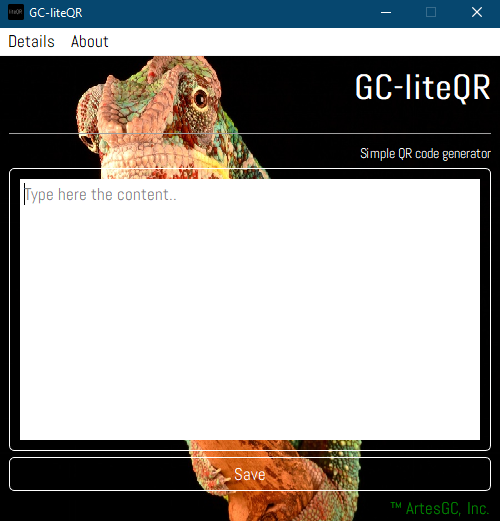 GC-liteQR
Details About
GC-liteQR
Simple QR code generator
Type here the content..
Save
™ ArtesGC, Inc.